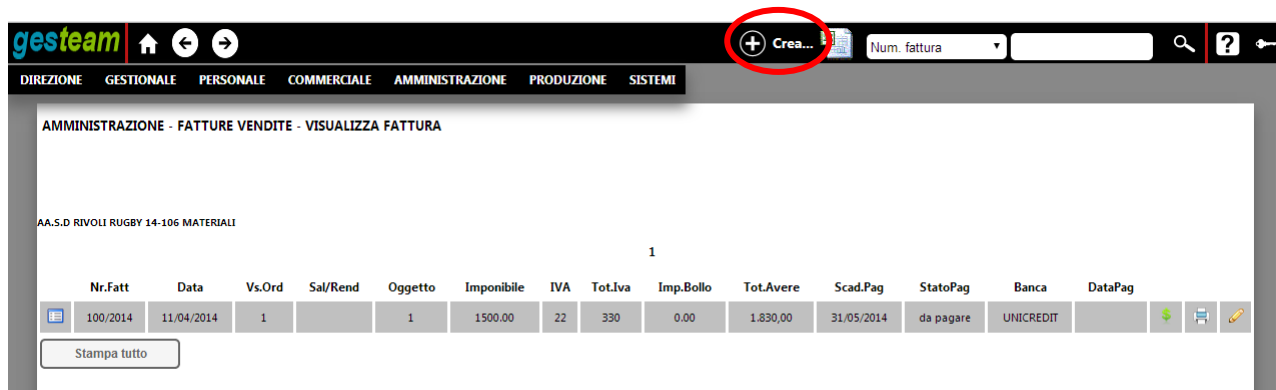 gesteam Crea... Num. fattura ?
DIREZIONE GESTIONALE PERSONALE COMMERCIALE AMMINISTRAZIONE PRODUZIONE SISTEMI
AMMINISTRAZIONE - FATTURE VENDITE - VISUALIZZA FATTURA
AA.S.D RIVOLI RUGBY 14-106 MATERIALI
1
Nr.Fatt Data Vs.Ord Sal/Rend Oggetto Imponibile IVA Tot.Iva Imp.Bollo Tot.Avere Scad.Pag StatoPag Banca DataPag
100/2014 11/04/2014 1 1 1500.00 22 330 0.00 1.830,00 31/05/2014 da pagare UNICREDIT
Stampa tutto